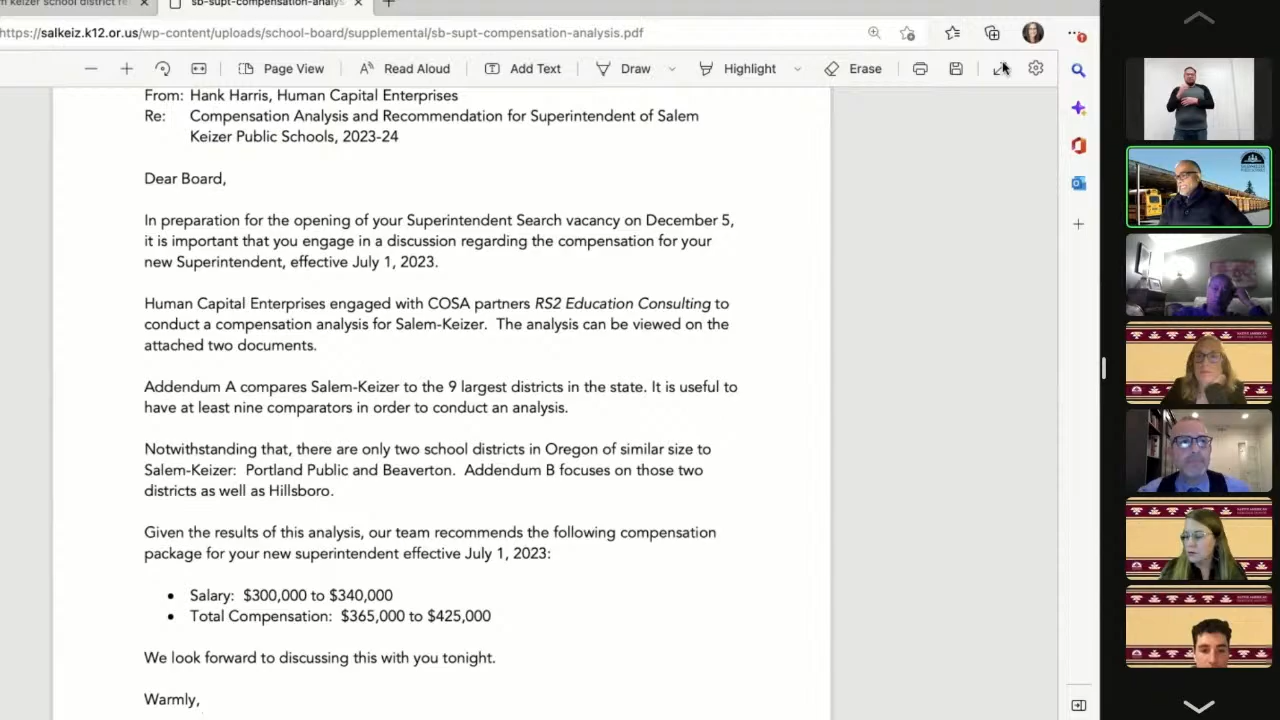 m keizer school district re
sb-supt-compensation-analys
https://salkeiz.k12.or.us/wp-content/uploads/school-board/supplemental/sb-supt-compensation-analysis.pdf
Page View
Read Aloud
Add Text
Draw
Highlight
Erase
From: Hank Harris, Human Capital Enterprises
Re: Compensation Analysis and Recommendation for Superintendent of Salem
Keizer Public Schools, 2023-24
Dear Board,
In preparation for the opening of your Superintendent Search vacancy on December 5,
it is important that you engage in a discussion regarding the compensation for your
new Superintendent, effective July 1, 2023.
Human Capital Enterprises engaged with COSA partners RS2 Education Consulting to
conduct a compensation analysis for Salem-Keizer. The analysis can be viewed on the
attached two documents.
Addendum A compares Salem-Keizer to the 9 largest districts in the state. It is useful to
have at least nine comparators in order to conduct an analysis.
Notwithstanding that, there are only two school districts in Oregon of similar size to
Salem-Keizer: Portland Public and Beaverton. Addendum B focuses on those two
districts as well as Hillsboro.
Given the results of this analysis, our team recommends the following compensation
package for your new superintendent effective July 1, 2023:
• Salary: $300,000 to $340,000
• Total Compensation: $365,000 to $425,000
We look forward to discussing this with you tonight.
Warmly,